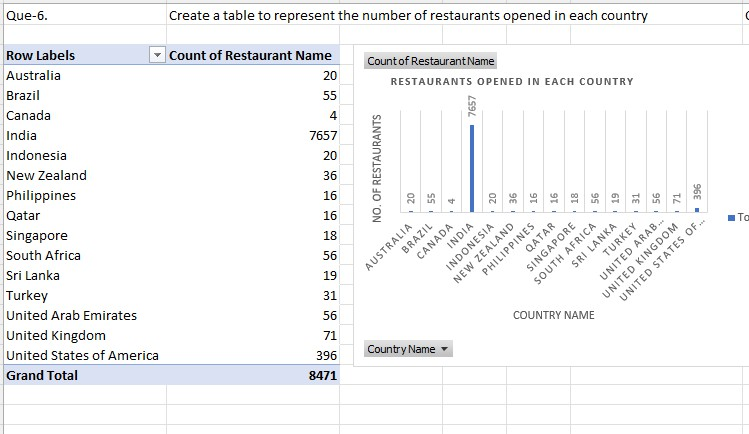 Que-6. Create a table to represent the number of restaurants opened in each country
Row Labels Count of Restaurant Name
Australia 20
Brazil 55
Canada 4
India 7657
Indonesia 20
New Zealand 36
Philippines 16
Qatar 16
Singapore 18
South Africa 56
Sri Lanka 19
Turkey 31
United Arab Emirates 56
United Kingdom 71
United States of America 396
Grand Total 8471
Count of Restaurant Name
RESTAURANTS OPENED IN EACH COUNTRY
NO. OF RESTAURANTS
20
55
4
7657
20
36
16
16
18
56
19
31
56
71
396
AUSTRALIA
BRAZIL
CANADA
INDIA
INDONESIA
NEW ZEALAND
PHILIPPINES
QATAR
SINGAPORE
SOUTH AFRICA
SRI LANKA
TURKEY
UNITED ARAB...
UNITED KINGDOM
UNITED STATES OF...
COUNTRY NAME
To
Country Name